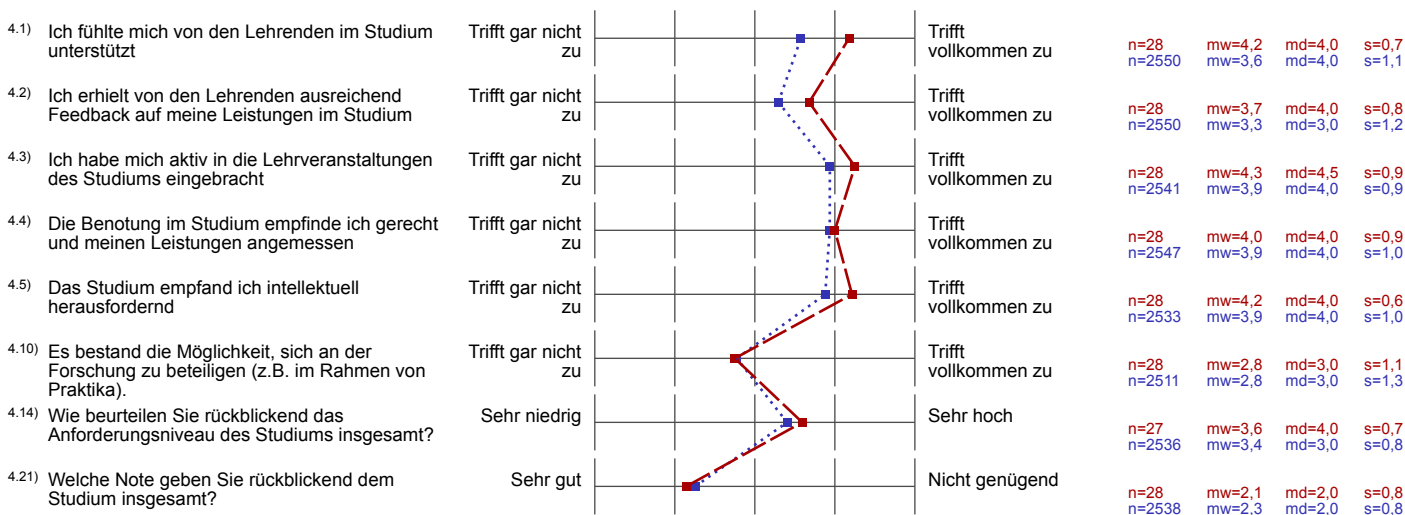 4.1) Ich fühlte mich von den Lehrenden im Studium
unterstützt
Trifft gar nicht
zu
Trifft
vollkommen zu
n=28 mw=4,2 md=4,0 s=0,7
n=2550 mw=3,6 md=4,0 s=1,1
4.2) Ich erhielt von den Lehrenden ausreichend
Feedback auf meine Leistungen im Studium
Trifft gar nicht
zu
Trifft
vollkommen zu
n=28 mw=3,7 md=4,0 s=0,8
n=2550 mw=3,3 md=3,0 s=1,2
4.3) Ich habe mich aktiv in die Lehrveranstaltungen
des Studiums eingebracht
Trifft gar nicht
zu
Trifft
vollkommen zu
n=28 mw=4,3 md=4,5 s=0,9
n=2541 mw=3,9 md=4,0 s=0,9
4.4) Die Benotung im Studium empfinde ich gerecht
und meinen Leistungen angemessen
Trifft gar nicht
zu
Trifft
vollkommen zu
n=28 mw=4,0 md=4,0 s=0,9
n=2547 mw=3,9 md=4,0 s=1,0
4.5) Das Studium empfand ich intellektuell
herausfordernd
Trifft gar nicht
zu
Trifft
vollkommen zu
n=28 mw=4,2 md=4,0 s=0,6
n=2533 mw=3,9 md=4,0 s=1,0
4.10) Es bestand die Möglichkeit, sich an der
Forschung zu beteiligen (z.B. im Rahmen von
Praktika).
Trifft gar nicht
zu
Trifft
vollkommen zu
n=28 mw=2,8 md=3,0 s=1,1
n=2511 mw=2,8 md=3,0 s=1,3
4.14) Wie beurteilen Sie rückblickend das
Anforderungsniveau des Studiums insgesamt?
Sehr niedrig
Sehr hoch
n=27 mw=3,6 md=4,0 s=0,7
n=2536 mw=3,4 md=3,0 s=0,8
4.21) Welche Note geben Sie rückblickend dem
Studium insgesamt?
Sehr gut
Nicht genügend
n=28 mw=2,1 md=2,0 s=0,8
n=2538 mw=2,3 md=2,0 s=0,8